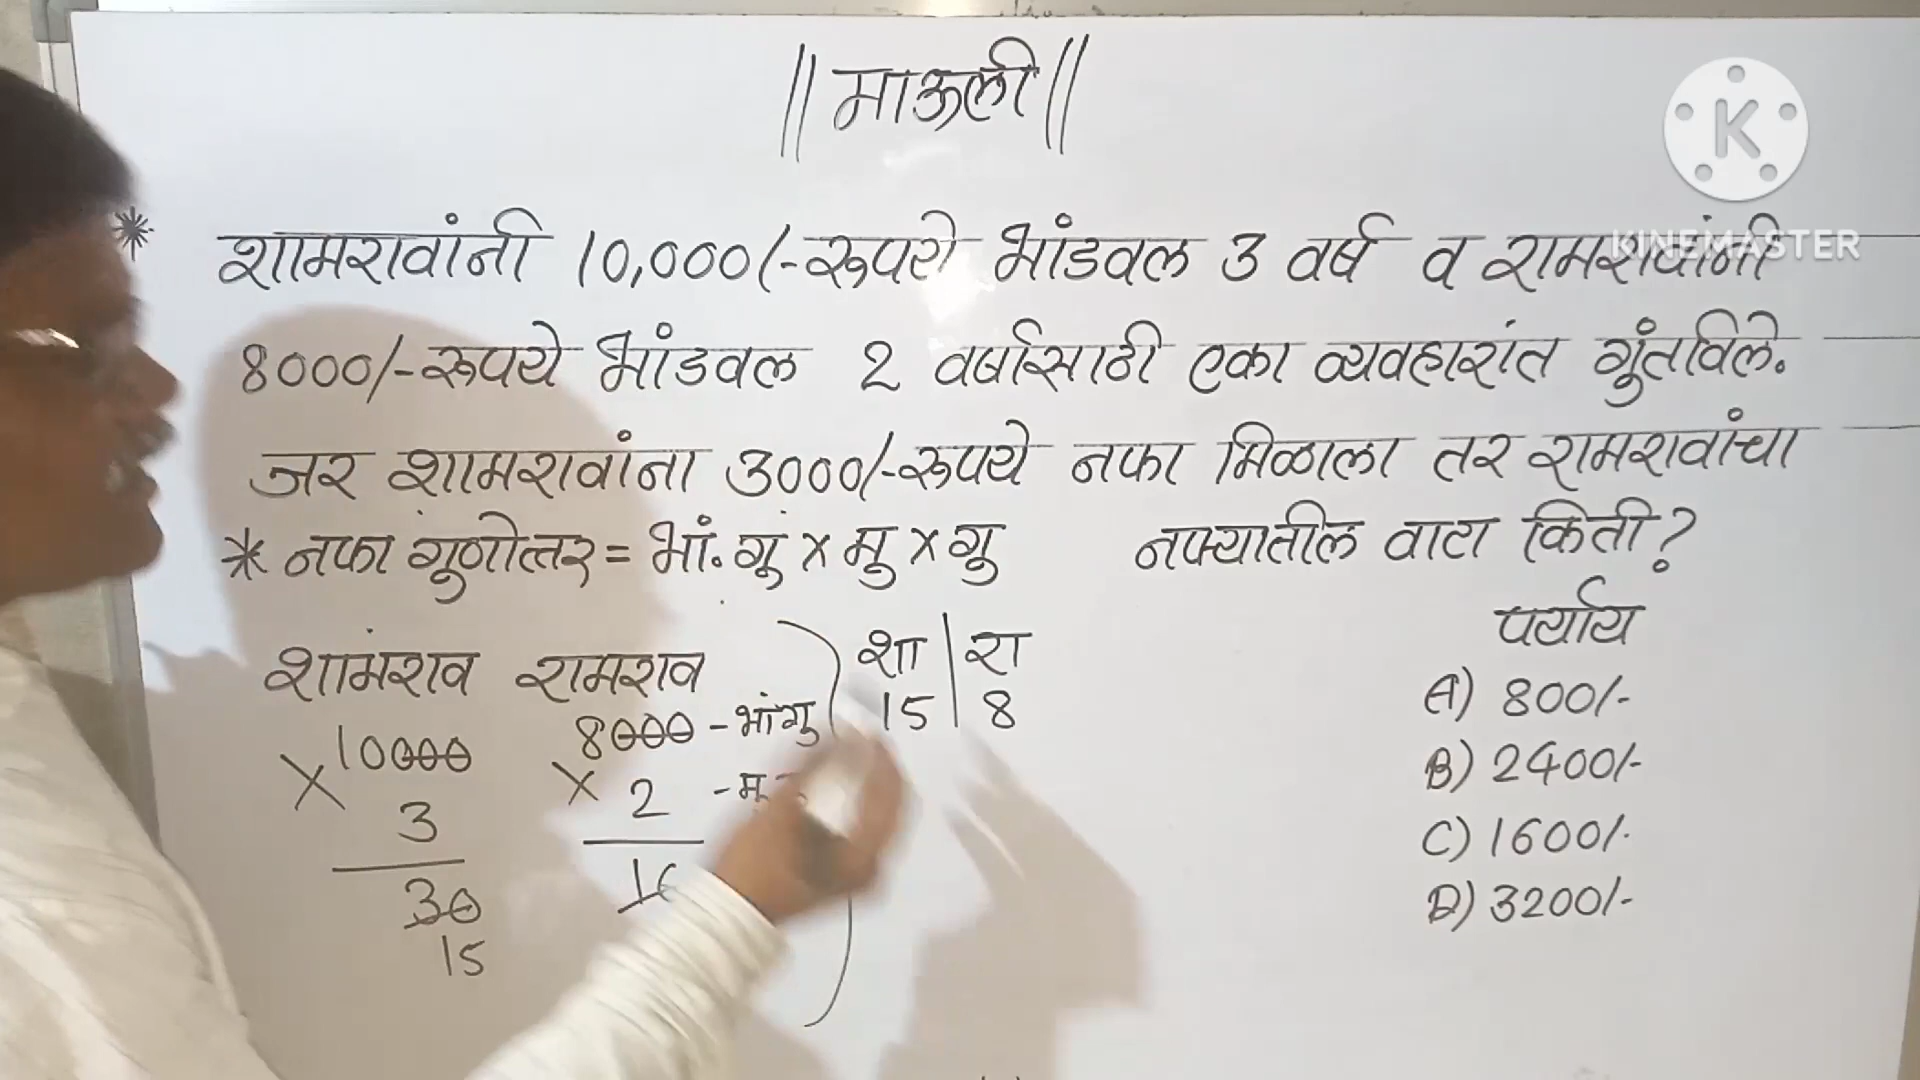 || माऊली ||
K
KINEMASTER
* शामरावांनी 10,000/- रूपये भांडवल 3 वर्ष व रामरावांनी
8000/- रूपये भांडवल 2 वर्षासाठी एका व्यवहारांत गुंतविले.
जर शामरावांना 3000/- रूपये नफा मिळाला तर रामरावांचा
नफ्यातील वाटा किती?
* नफा गुणोत्तर = भां. गु × मु × गु
शामराव रामराव
10000
× 3
30
15
8000 - भांगु
× 2 - मु
शा | रा
15 | 8
पर्याय
A) 800/-
B) 2400/-
C) 1600/-
D) 3200/-